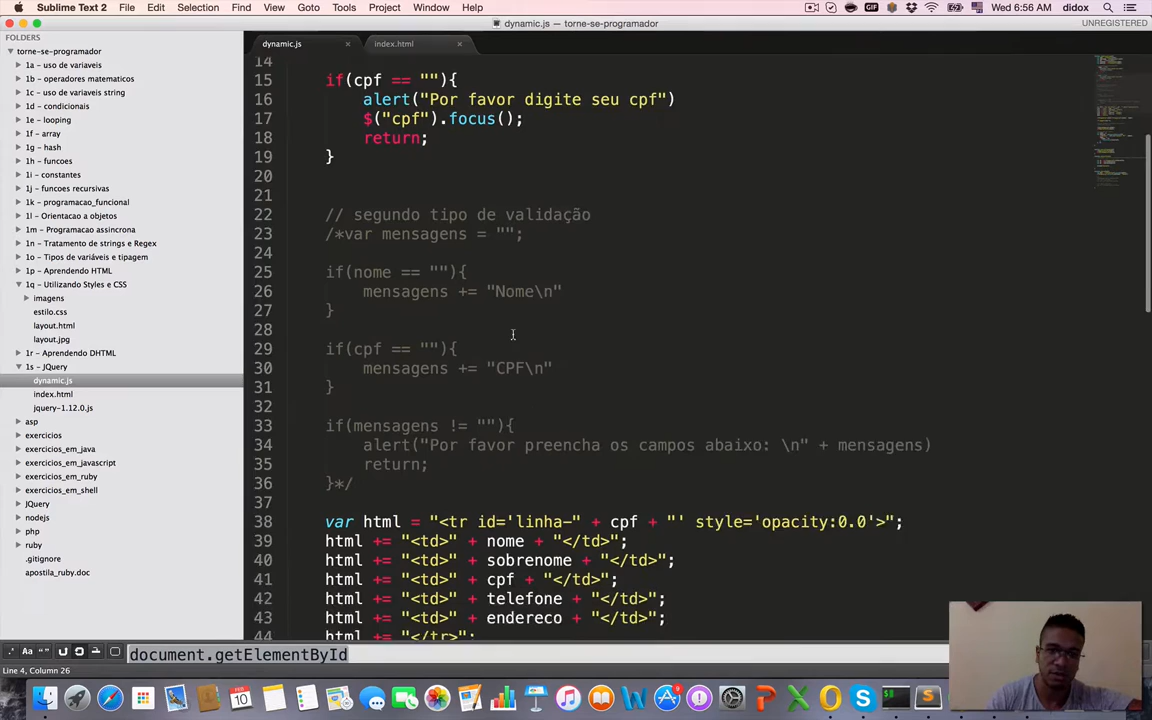 Sublime Text 2 File Edit Selection Find View Goto Tools Project Window Help GIF Wed 6:56 AM didox
dynamic.js — torne-se-programador UNREGISTERED
FOLDERS
torne-se-programador
1a - uso de variaveis
1b - operadores matematicos
1c - uso de variaveis string
1d - condicionais
1e - looping
1f - array
1g - hash
1h - funcoes
1i - constantes
1j - funcoes recursivas
1k - programacao_funcional
1l - Orientacao a objetos
1m - Programacao assincrona
1n - Tratamento de strings e Regex
1o - Tipos de variáveis e tipagem
1p - Aprendendo HTML
1q - Utilizando Styles e CSS
imagens
estilo.css
layout.html
layout.jpg
1r - Aprendendo DHTML
1s - JQuery
dynamic.js
index.html
jquery-1.12.0.js
asp
exercicios
exercicios_em_java
exercicios_em_javascript
exercicios_em_ruby
exercicios_em_shell
JQuery
nodejs
php
ruby
.gitignore
apostila_ruby.doc
dynamic.js index.html
14
15 if(cpf == ""){
16 alert("Por favor digite seu cpf")
17 $("cpf").focus();
18 return;
19 }
20
21
22 // segundo tipo de validação
23 /*var mensagens = "";
24
25 if(nome == ""){
26 mensagens += "Nome\n"
27 }
28
29 if(cpf == ""){
30 mensagens += "CPF\n"
31 }
32
33 if(mensagens != ""){
34 alert("Por favor preencha os campos abaixo: \n" + mensagens)
35 return;
36 }*/
37
38 var html = "<tr id='linha-" + cpf + "' style='opacity:0.0'>";
39 html += "<td>" + nome + "</td>";
40 html += "<td>" + sobrenome + "</td>";
41 html += "<td>" + cpf + "</td>";
42 html += "<td>" + telefone + "</td>";
43 html += "<td>" + endereco + "</td>";
44 html += "</tr>";
.* Aa "" document.getElementById
Line 4, Column 26